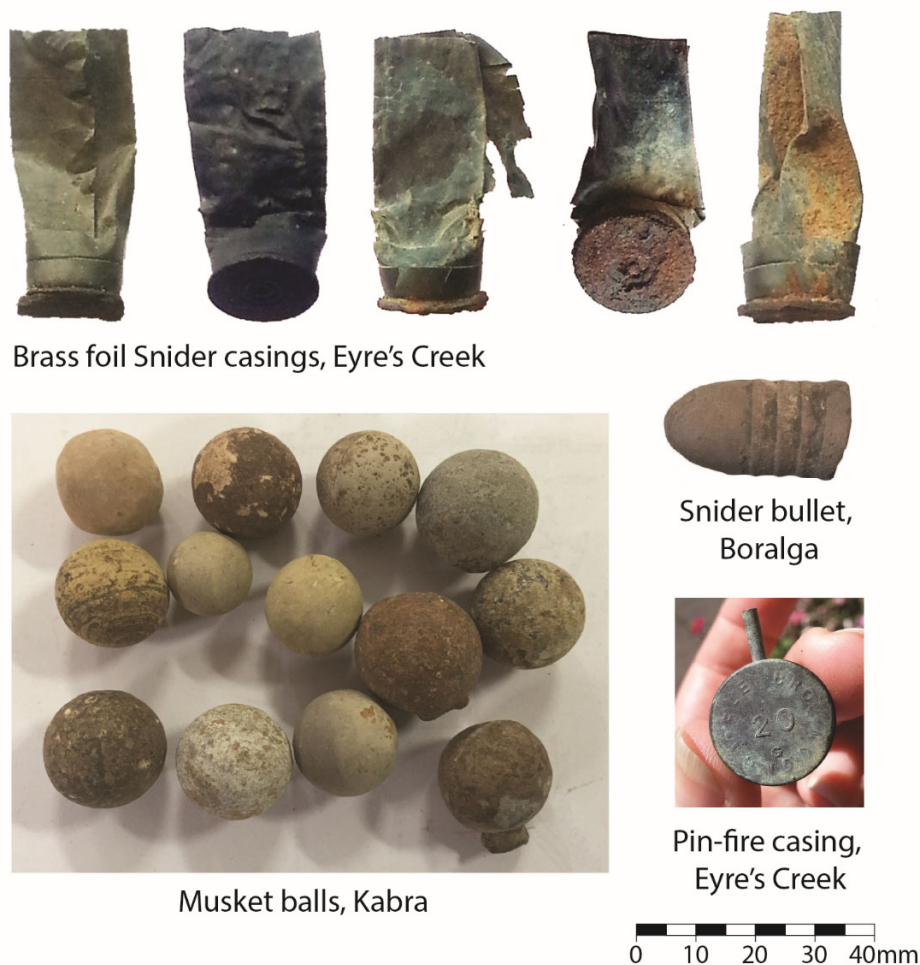 Brass foil Snider casings, Eyre's Creek
Snider bullet,
Boralga
20
Pin-fire casing,
Eyre's Creek
Musket balls, Kabra
0 10 20 30 40mm